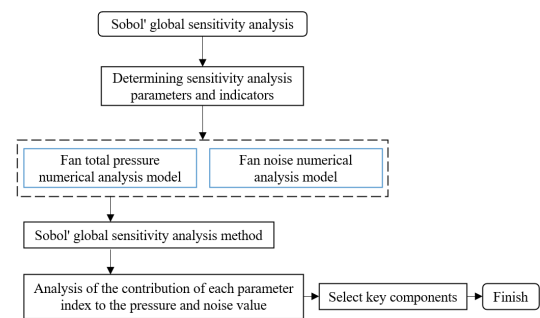 Sobol' global sensitivity analysis
Determining sensitivity analysis
parameters and indicators
Fan total pressure
numerical analysis model
Fan noise numerical
analysis model
Sobol' global sensitivity analysis method
Analysis of the contribution of each parameter
index to the pressure and noise value
Select key components
Finish